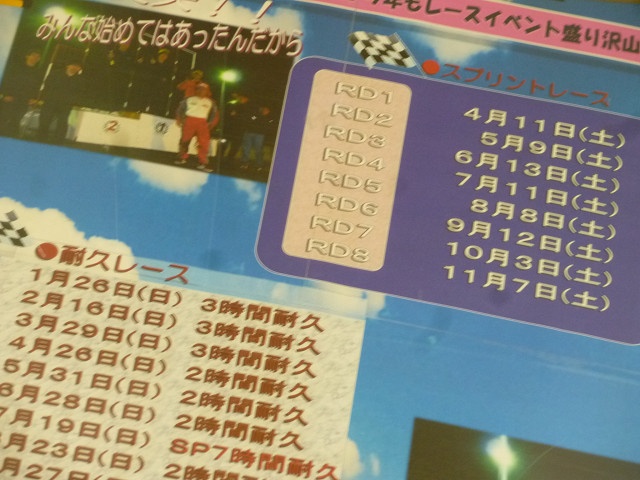 みんな始めてはあったんだから
年もレースイベント盛り沢山
●スプリントレース
RD1 4月11日(土)
RD2 5月9日(土)
RD3 6月13日(土)
RD4 7月11日(土)
RD5 8月8日(土)
RD6 9月12日(土)
RD7 10月3日(土)
RD8 11月7日(土)
② ①
●耐久レース
1月26日(日) 3時間耐久
2月16日(日) 3時間耐久
3月29日(日) 3時間耐久
4月26日(日) 2時間耐久
5月31日(日) 2時間耐久
6月28日(日) 2時間耐久
7月19日(日) SP7時間耐久
月23日(日) 2時間耐久
月27日(日)